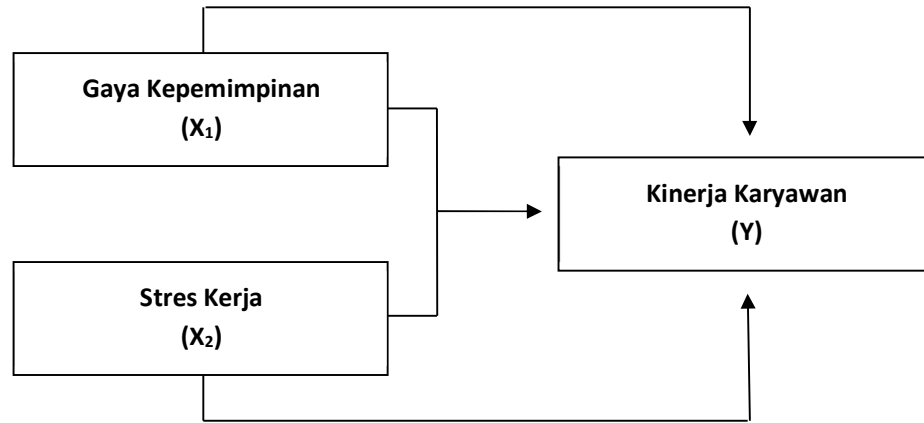 Gaya Kepemimpinan
(X₁)
Kinerja Karyawan
(Y)
Stres Kerja
(X₂)